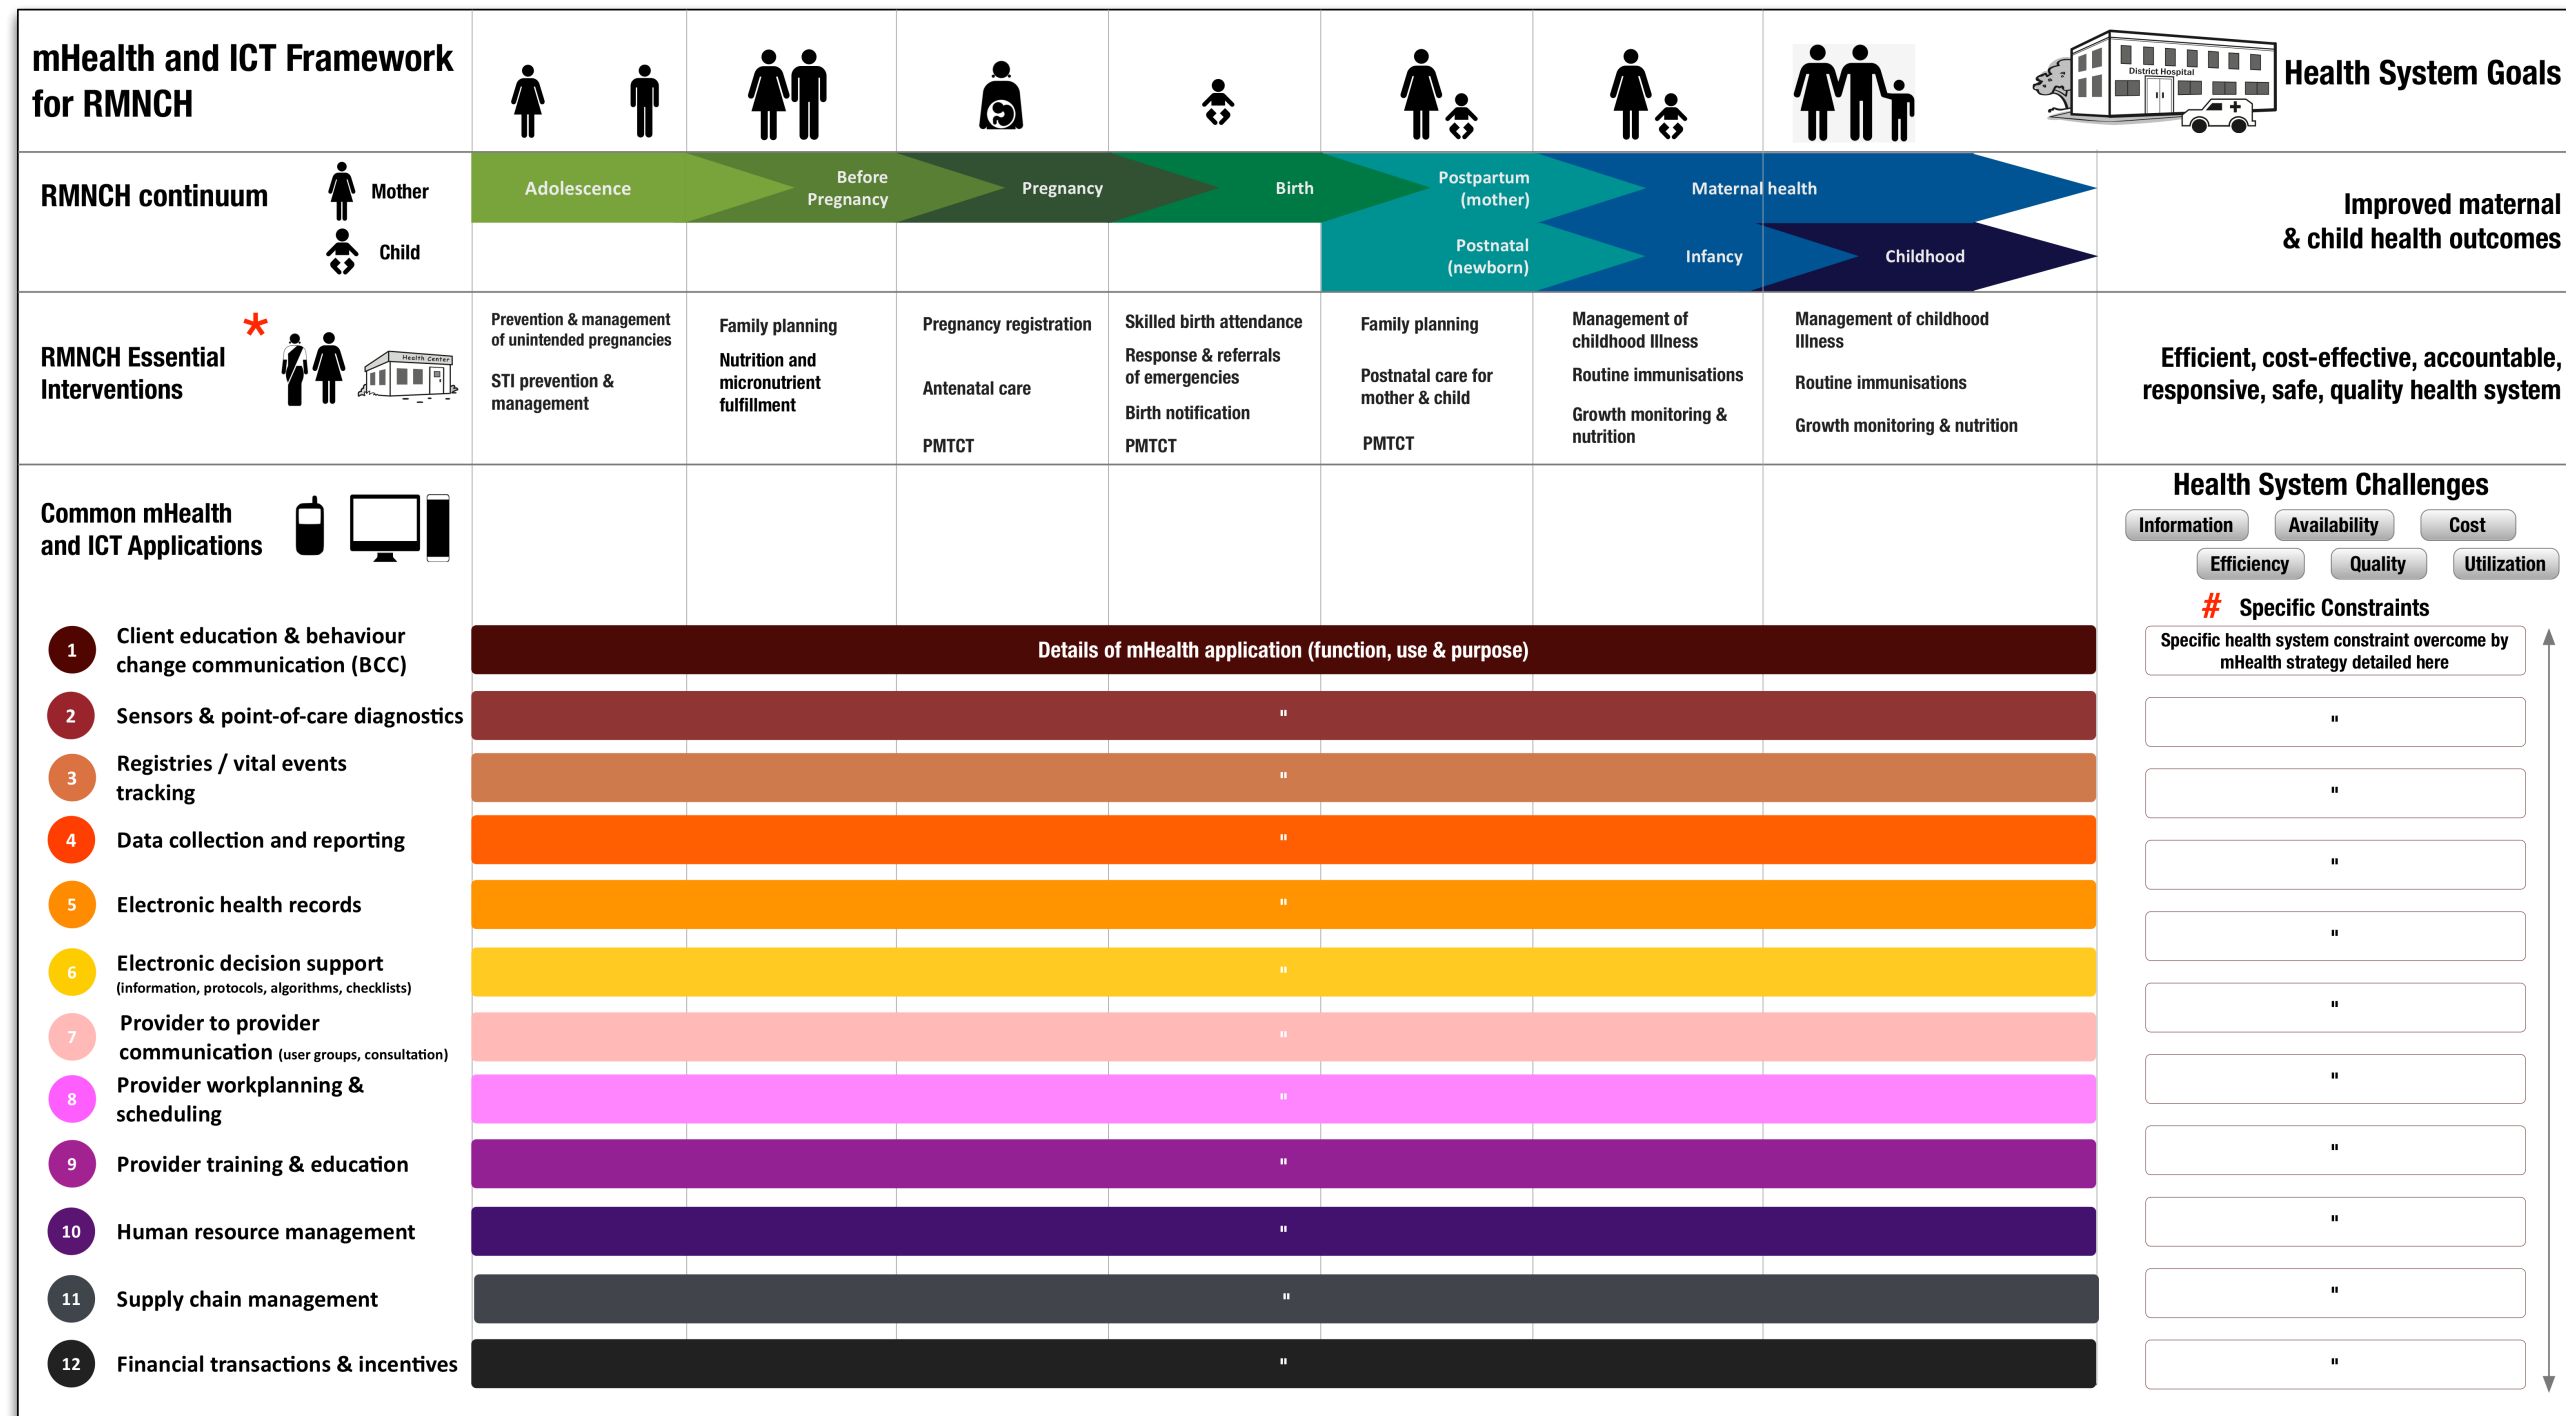 mHealth and ICT Framework
for RMNCH
District Hospital
Health System Goals
RMNCH continuum
Mother
Child
Adolescence
Before
Pregnancy
Pregnancy
Birth
Postpartum
(mother)
Maternal health
Postnatal
(newborn)
Infancy
Childhood
Improved maternal
& child health outcomes
*
RMNCH Essential
Interventions
Health Center
Prevention & management
of unintended pregnancies
STI prevention &
management
Family planning
Nutrition and
micronutrient
fulfillment
Pregnancy registration
Antenatal care
PMTCT
Skilled birth attendance
Response & referrals
of emergencies
Birth notification
PMTCT
Family planning
Postnatal care for
mother & child
PMTCT
Management of
childhood Illness
Routine immunisations
Growth monitoring &
nutrition
Management of childhood
Illness
Routine immunisations
Growth monitoring & nutrition
Efficient, cost-effective, accountable,
responsive, safe, quality health system
Common mHealth
and ICT Applications
Health System Challenges
Information
Availability
Cost
Efficiency
Quality
Utilization
# Specific Constraints
1
Client education & behaviour
change communication (BCC)
Details of mHealth application (function, use & purpose)
Specific health system constraint overcome by
mHealth strategy detailed here
2
Sensors & point-of-care diagnostics
"
"
3
Registries / vital events
tracking
"
"
4
Data collection and reporting
"
"
5
Electronic health records
"
"
6
Electronic decision support
(information, protocols, algorithms, checklists)
"
"
7
Provider to provider
communication (user groups, consultation)
"
"
8
Provider workplanning &
scheduling
"
"
9
Provider training & education
"
"
10
Human resource management
"
"
11
Supply chain management
"
"
12
Financial transactions & incentives
"
"